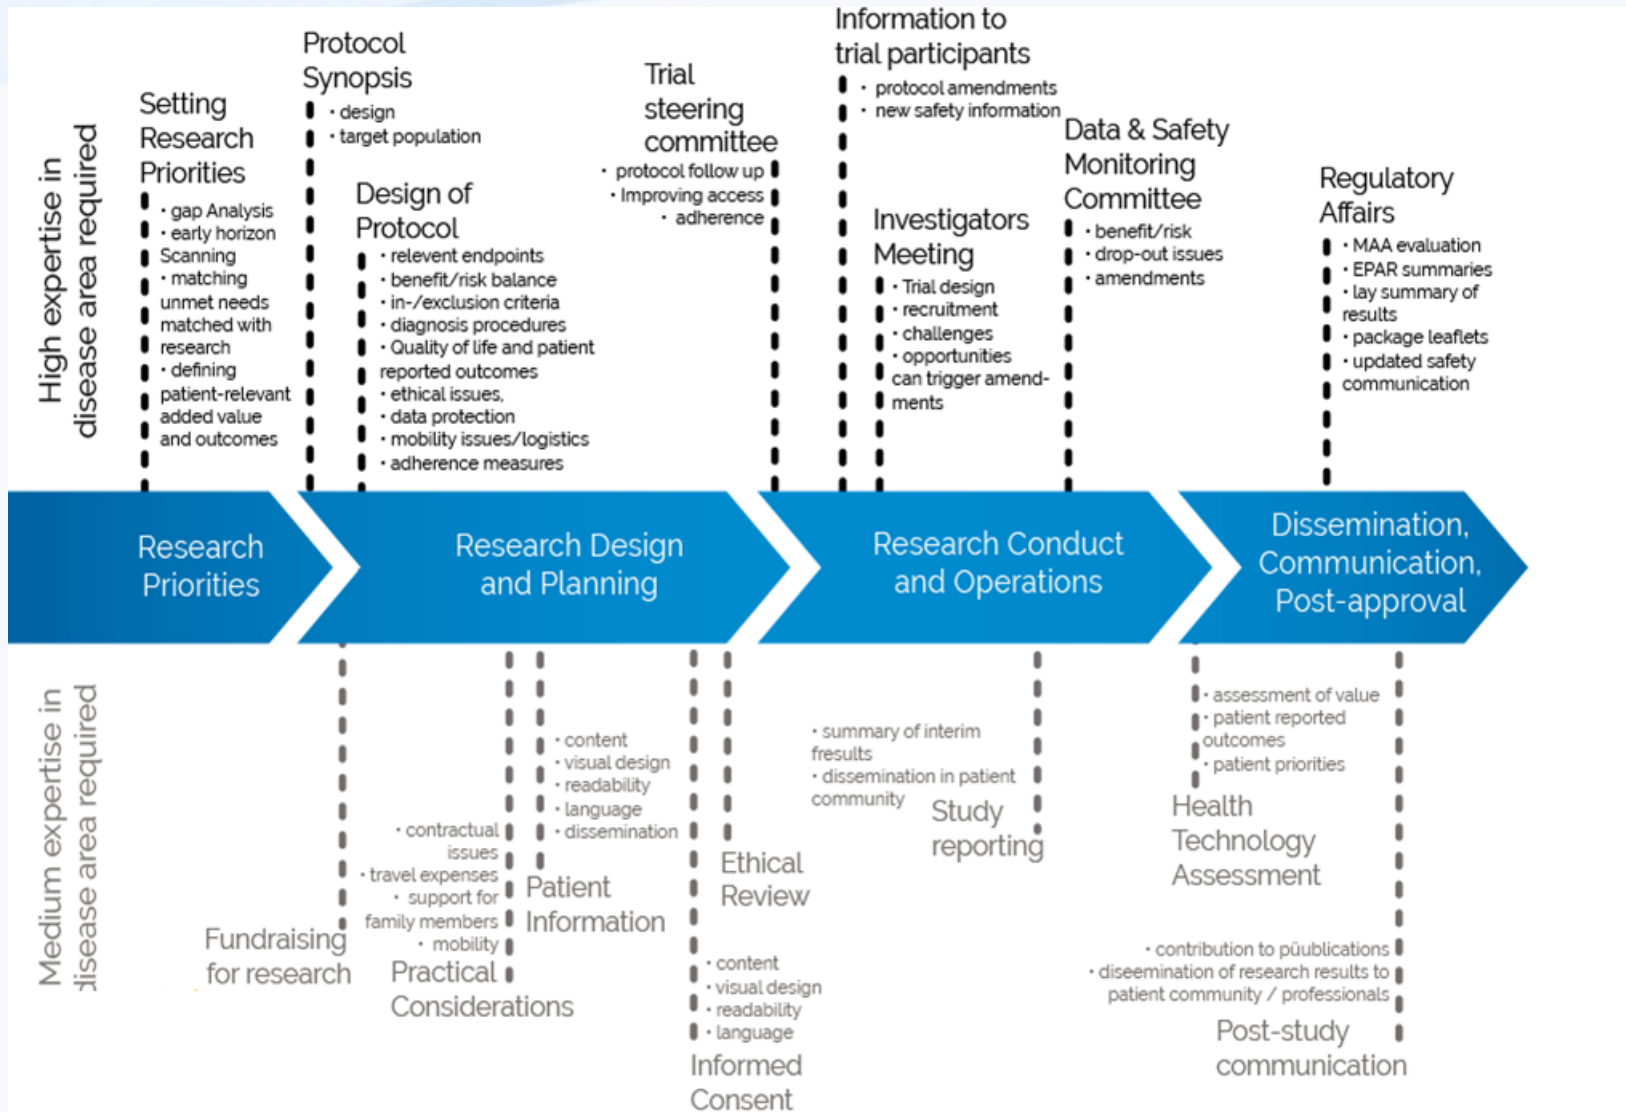 High expertise in
disease area required
Setting
Research
Priorities
• gap Analysis
• early horizon
Scanning
• matching
unmet needs
matched with
research
• defining
patient-relevant
added value
and outcomes
Protocol
Synopsis
• design
• target population
Design of
Protocol
• relevent endpoints
• benefit/risk balance
• in-/exclusion criteria
• diagnosis procedures
• Quality of life and patient
reported outcomes
• ethical issues,
• data protection
• mobility issues/logistics
• adherence measures
Trial
steering
committee
• protocol follow up
• Improving access
• adherence
Information to
trial participants
• protocol amendments
• new safety information
Investigators
Meeting
• Trial design
• recruitment
• challenges
• opportunities
can trigger amend-
ments
Data & Safety
Monitoring
Committee
• benefit/risk
• drop-out issues
• amendments
Regulatory
Affairs
• MAA evaluation
• EPAR summaries
• lay summary of
results
• package leaflets
• updated safety
communication
Research
Priorities
Research Design
and Planning
Research Conduct
and Operations
Dissemination,
Communication,
Post-approval
Medium expertise in
disease area required
Fundraising
for research
• contractual
issues
• travel expenses
• support for
family members
• mobility
Practical
Considerations
• content
• visual design
• readability
• language
• dissemination
Patient
Information
• content
• visual design
• readability
• language
Informed
Consent
Ethical
Review
• summary of interim
fresults
• dissemination in patient
community
Study
reporting
• assessment of value
• patient reported
outcomes
• patient priorities
Health
Technology
Assessment
• contribution to püublications
• diseemination of research results to
patient community / professionals
Post-study
communication